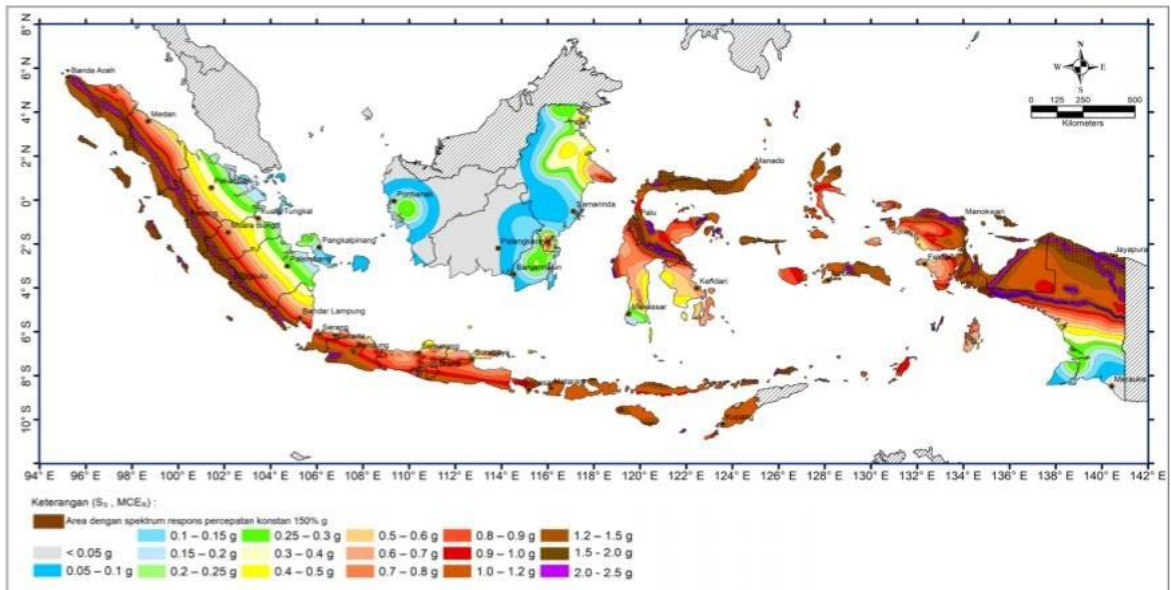 8° N
6° N
4° N
2° N
0°
2° S
4° S
6° S
8° S
10° S
N
W
E
S
0 125 250 500
Kilometers
Banda Aceh
Medan
Kuala Tungkal
Muara Bungo
Pangkalpinang
Palembang
Bandar Lampung
Serang
Bandung
Semarang
Surabaya
Pontianak
Samarinda
Banjarmasin
Manado
Palu
Kendari
Makassar
Kupang
Manokwari
Jayapura
Merauke
94° E 96° E 98° E 100° E 102° E 104° E 106° E 108° E 110° E 112° E 114° E 116° E 118° E 120° E 122° E 124° E 126° E 128° E 130° E 132° E 134° E 136° E 138° E 140° E 142° E
Keterangan (SS , MCER) :
Area dengan spektrum respons percepatan konstan 150% g
0.1 – 0.15 g 0.25 – 0.3 g 0.5 – 0.6 g 0.8 – 0.9 g 1.2 – 1.5 g
< 0.05 g 0.15 – 0.2 g 0.3 – 0.4 g 0.6 – 0.7 g 0.9 – 1.0 g 1.5 - 2.0 g
0.05 – 0.1 g 0.2 – 0.25 g 0.4 – 0.5 g 0.7 – 0.8 g 1.0 – 1.2 g 2.0 - 2.5 g